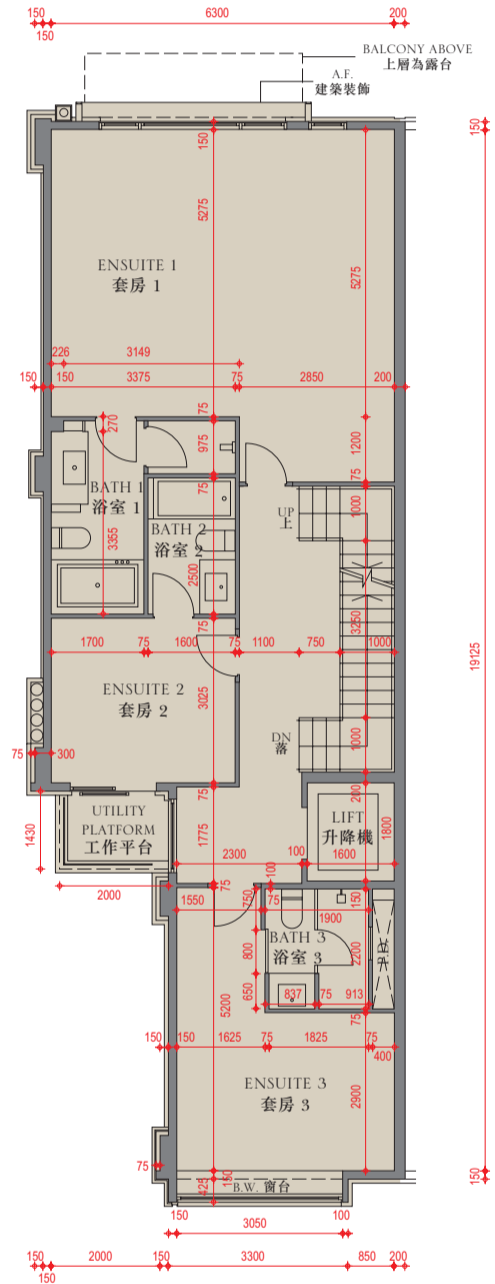 150 6300 200
150
BALCONY ABOVE
上層為露台
A.F.
建築裝飾
150 150
150
5275
5275
ENSUITE 1
套房 1
226 3149
150 150 3375 75 2850 200
270 75
975
1200
75
75
1000
BATH 1
浴室 1
UP
上
BATH 2
浴室 2
3355
2500
3250
19125
75
1700 75 1600 75 1100 750 1000
ENSUITE 2
套房 2
3025
DN
落
1000
75 300
75
200
UTILITY
PLATFORM
工作平台
LIFT
升降機
1430
1775
1800
2300 100 1600
2000
75
100
1550 750 75 150
1900
BATH 3
浴室 3
800
2200
650
837 75 913
5200
75
150 150 1625 75 1825 75
400
ENSUITE 3
套房 3
2900
75
150
425
B.W. 窗台
150
150 100
3050
150 2000 150 3300 850 200
150